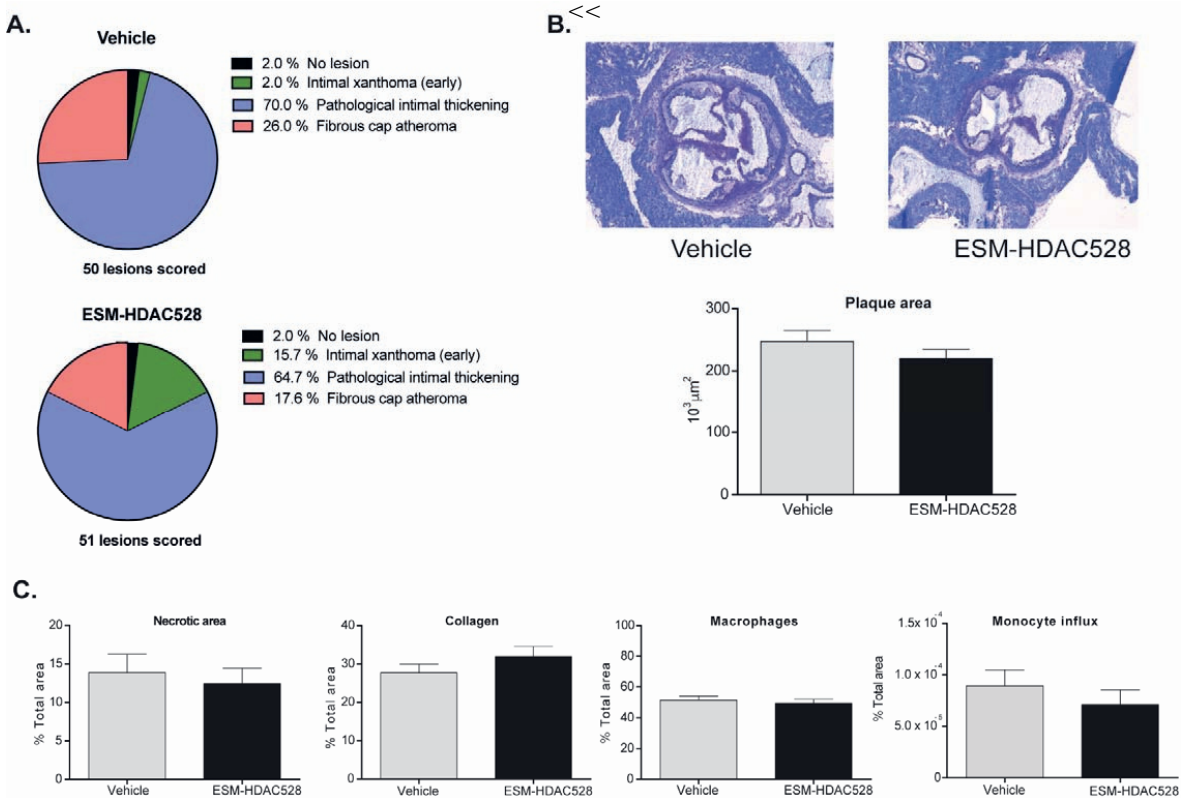 <<
A.
Vehicle
2.0 % No lesion
2.0 % Intimal xanthoma (early)
70.0 % Pathological intimal thickening
26.0 % Fibrous cap atheroma
50 lesions scored
ESM-HDAC528
2.0 % No lesion
15.7 % Intimal xanthoma (early)
64.7 % Pathological intimal thickening
17.6 % Fibrous cap atheroma
51 lesions scored
B.
Vehicle
ESM-HDAC528
Plaque area
300
200
100
0
10³ μm²
Vehicle
ESM-HDAC528
C.
Necrotic area
20
15
10
5
0
% Total area
Vehicle
ESM-HDAC528
Collagen
40
30
20
10
0
% Total area
Vehicle
ESM-HDAC528
Macrophages
100
80
60
40
20
0
% Total area
Vehicle
ESM-HDAC528
Monocyte influx
1.5x 10⁻⁴
1.0 x 10⁻⁴
5.0 x 10⁻⁵
0
% Total area
Vehicle
ESM-HDAC528